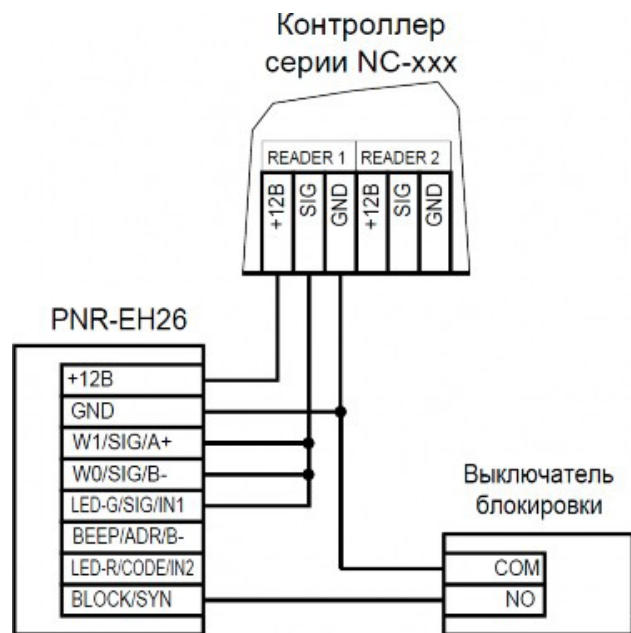 Контроллер
серии NC-xxx
READER 1 READER 2
+12В SIG GND +12В SIG GND
PNR-EH26
+12В
GND
W1/SIG/A+
W0/SIG/B-
LED-G/SIG/IN1
BEEP/ADR/B-
LED-R/CODE/IN2
BLOCK/SYN
Выключатель
блокировки
COM
NO